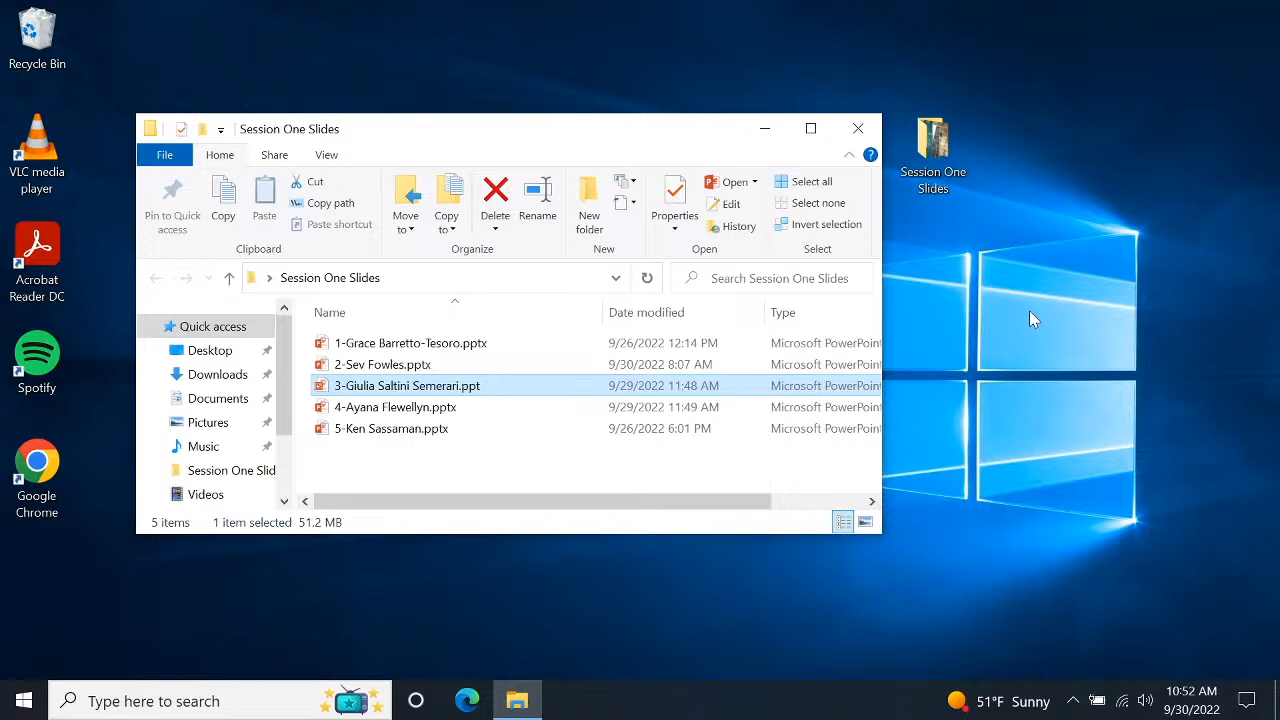 Recycle Bin
VLC media
player
Acrobat
Reader DC
Spotify
Google
Chrome
Session One Slides
File Home Share View
Pin to Quick
access
Copy
Paste
Cut
Copy path
Paste shortcut
Clipboard
Move
to
Copy
to
Delete
Rename
Organize
New
folder
New
Properties
Open
Edit
History
Open
Select all
Select none
Invert selection
Select
Session One Slides
Search Session One Slides
Quick access
Desktop
Downloads
Documents
Pictures
Music
Session One Slid
Videos
Name Date modified Type
1-Grace Barretto-Tesoro.pptx 9/26/2022 12:14 PM Microsoft PowerPoint
2-Sev Fowles.pptx 9/30/2022 8:07 AM Microsoft PowerPoint
3-Giulia Saltini Semerari.ppt 9/29/2022 11:48 AM Microsoft PowerPoint
4-Ayana Flewellyn.pptx 9/29/2022 11:49 AM Microsoft PowerPoint
5-Ken Sassaman.pptx 9/26/2022 6:01 PM Microsoft PowerPoint
5 items 1 item selected 51.2 MB
Session One
Slides
Type here to search
51°F Sunny
10:52 AM
9/30/2022